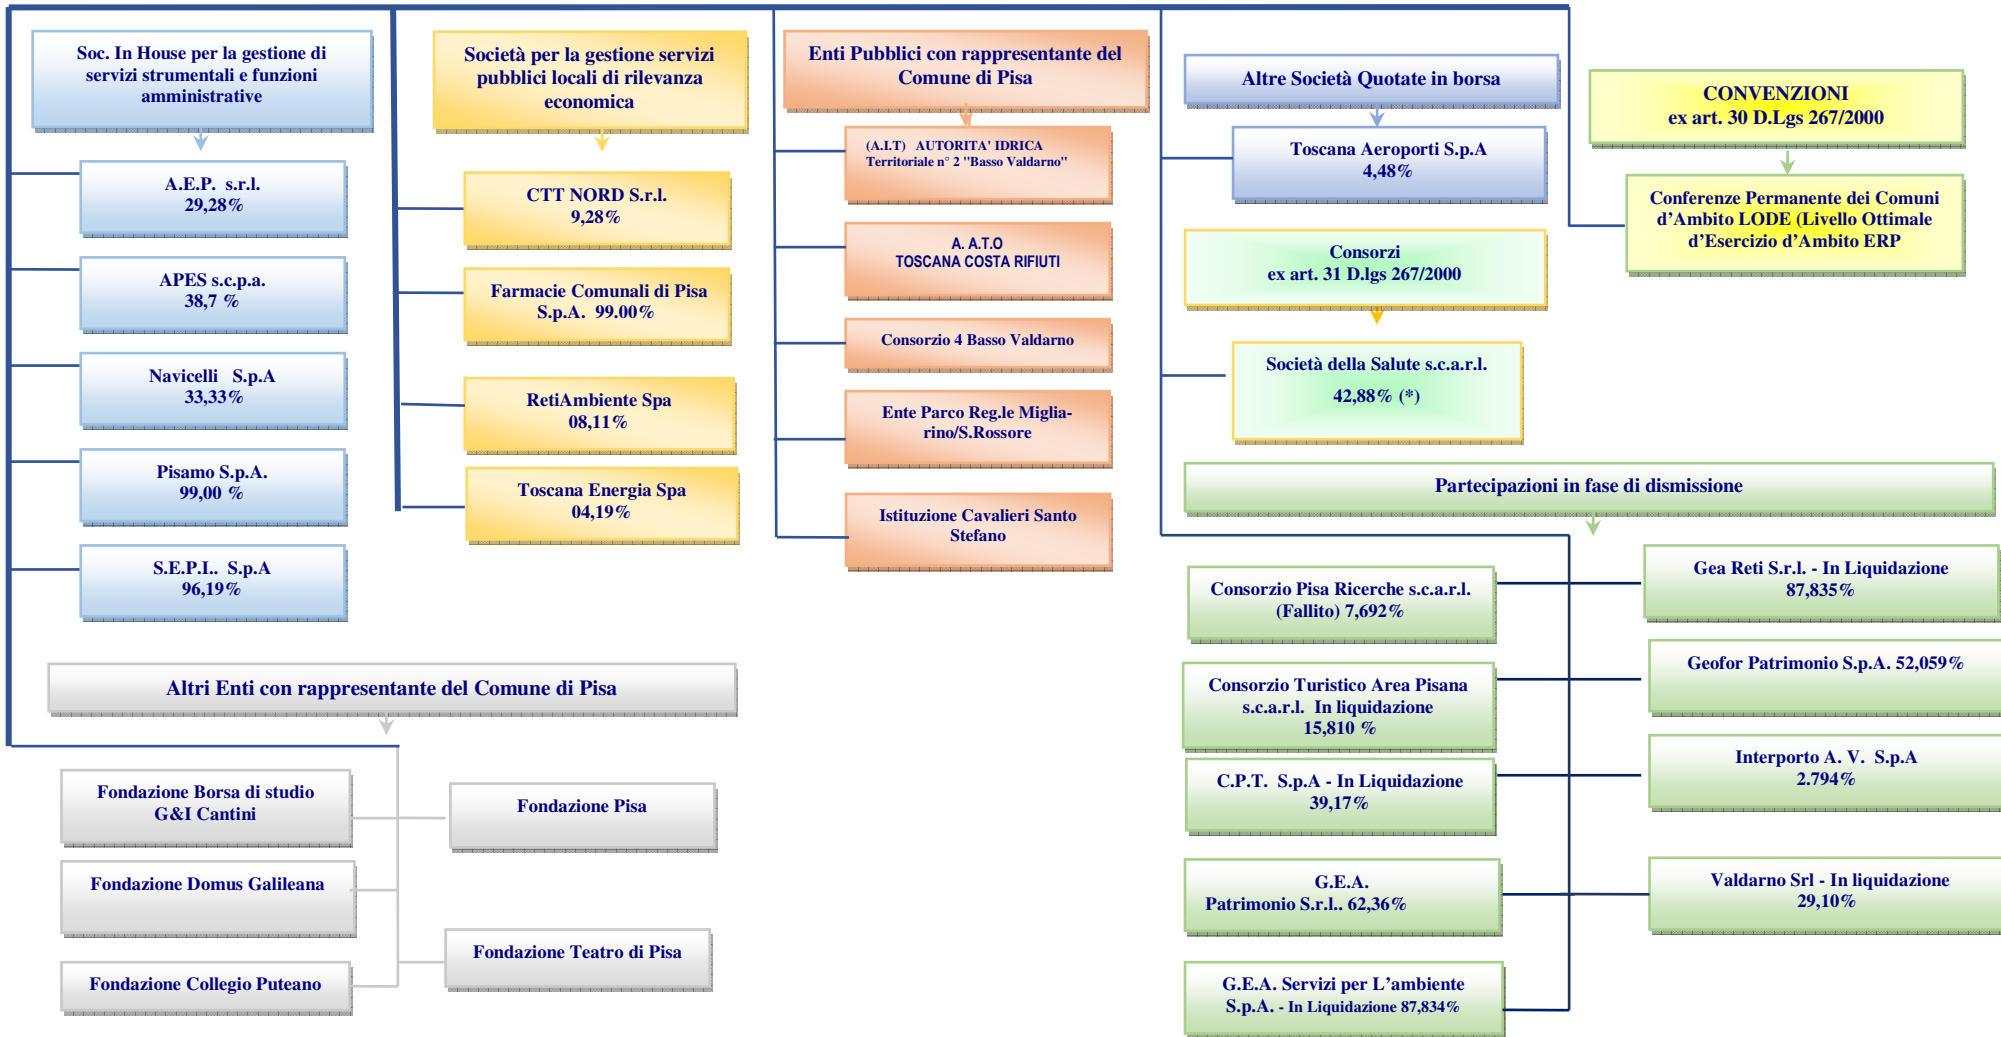 Soc. In House per la gestione di
servizi strumentali e funzioni
amministrative
A.E.P. s.r.l.
29,28%
APES s.c.p.a.
38,7 %
Navicelli S.p.A
33,33%
Pisamo S.p.A.
99,00 %
S.E.P.I.. S.p.A
96,19%
Società per la gestione servizi
pubblici locali di rilevanza
economica
CTT NORD S.r.l.
9,28%
Farmacie Comunali di Pisa
S.p.A. 99.00%
RetiAmbiente Spa
08,11%
Toscana Energia Spa
04,19%
Enti Pubblici con rappresentante del
Comune di Pisa
(A.I.T) AUTORITA' IDRICA
Territoriale n° 2 "Basso Valdarno"
A. A.T.O
TOSCANA COSTA RIFIUTI
Consorzio 4 Basso Valdarno
Ente Parco Reg.le Miglia-
rino/S.Rossore
Istituzione Cavalieri Santo
Stefano
Altre Società Quotate in borsa
Toscana Aeroporti S.p.A
4,48%
Consorzi
ex art. 31 D.lgs 267/2000
Società della Salute s.c.a.r.l.
42,88% (*)
CONVENZIONI
ex art. 30 D.Lgs 267/2000
Conferenze Permanente dei Comuni
d’Ambito LODE (Livello Ottimale
d’Esercizio d’Ambito ERP
Partecipazioni in fase di dismissione
Consorzio Pisa Ricerche s.c.a.r.l.
(Fallito) 7,692%
Gea Reti S.r.l. - In Liquidazione
87,835%
Consorzio Turistico Area Pisana
s.c.a.r.l. In liquidazione
15,810 %
Geofor Patrimonio S.p.A. 52,059%
C.P.T. S.p.A - In Liquidazione
39,17%
Interporto A. V. S.p.A
2.794%
G.E.A.
Patrimonio S.r.l.. 62,36%
Valdarno Srl - In liquidazione
29,10%
G.E.A. Servizi per L’ambiente
S.p.A. - In Liquidazione 87,834%
Altri Enti con rappresentante del Comune di Pisa
Fondazione Borsa di studio
G&I Cantini
Fondazione Pisa
Fondazione Domus Galileana
Fondazione Teatro di Pisa
Fondazione Collegio Puteano